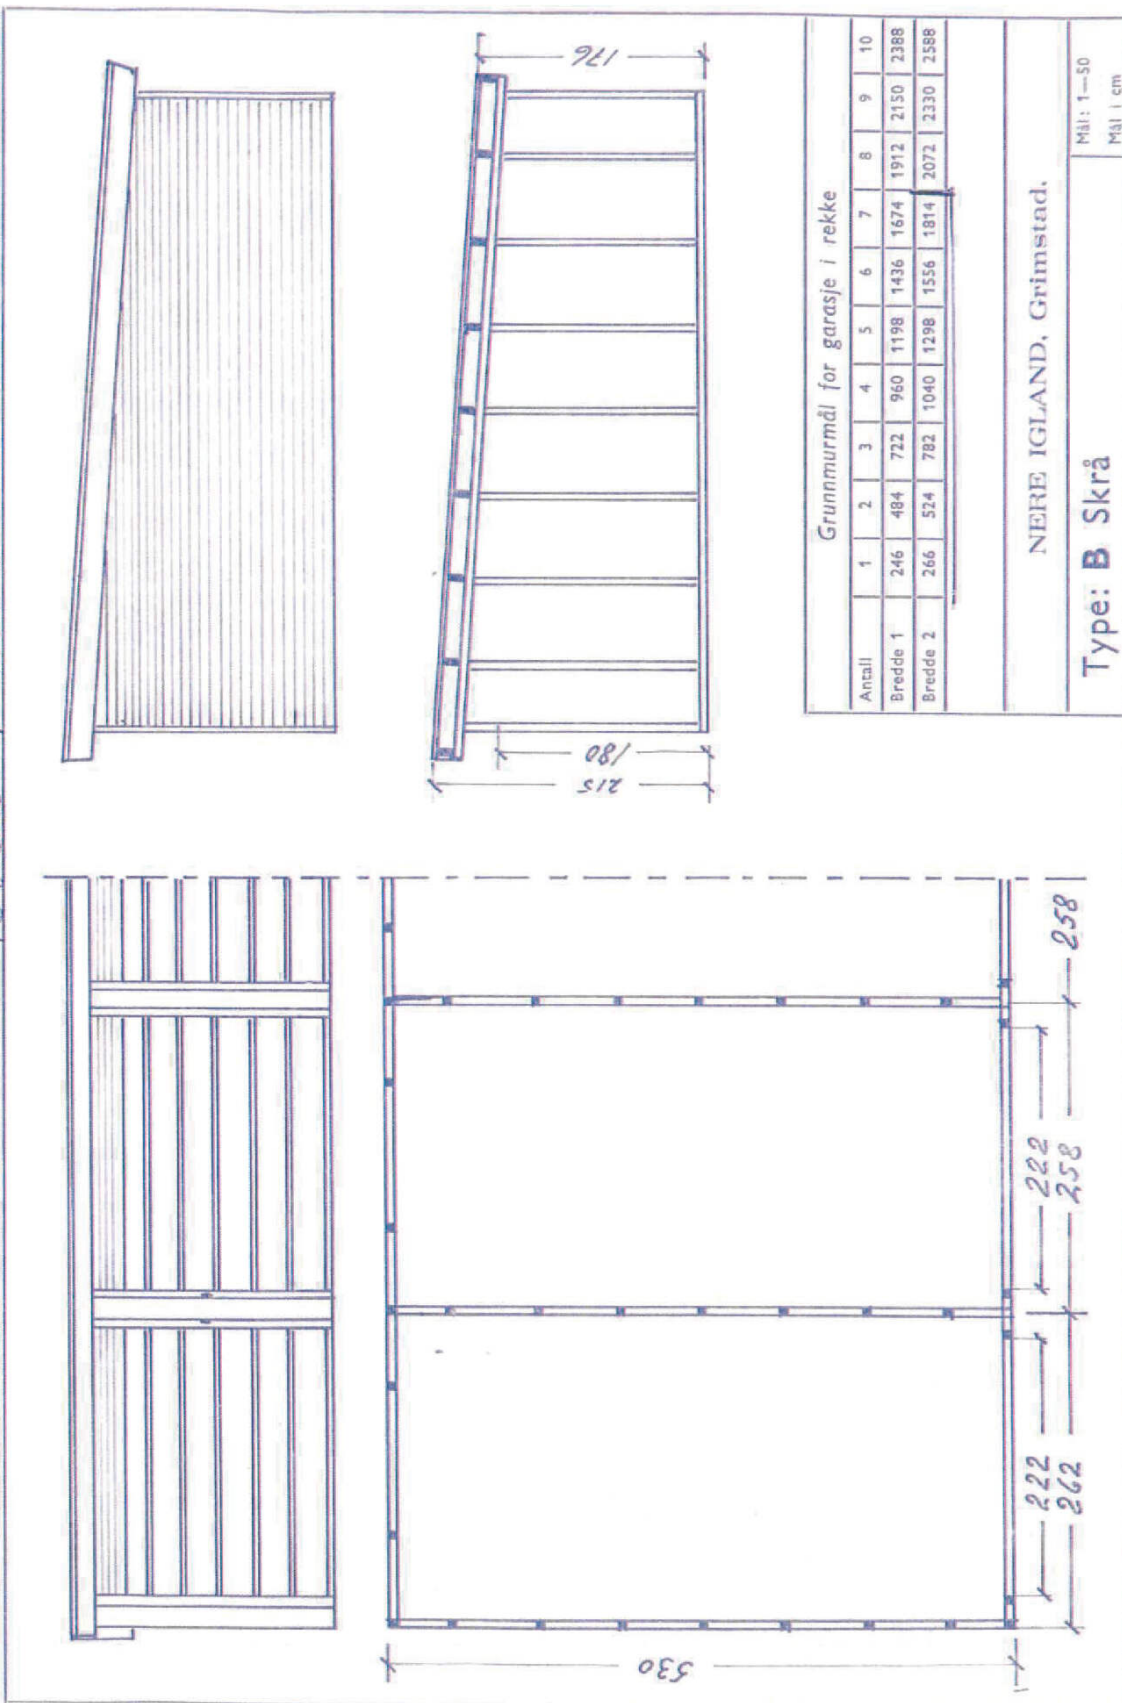 176
180
215
Grunnmurmål for garasje i rekke
Antall 1 2 3 4 5 6 7 8 9 10
Bredde 1 246 484 722 960 1198 1436 1674 1912 2150 2388
Bredde 2 266 524 782 1040 1298 1556 1814 2072 2330 2588
NERE IGLAND, Grimstad.
Type: B Skrå
Mål: 1—50
Mål i cm
530
222 222
262 258 258